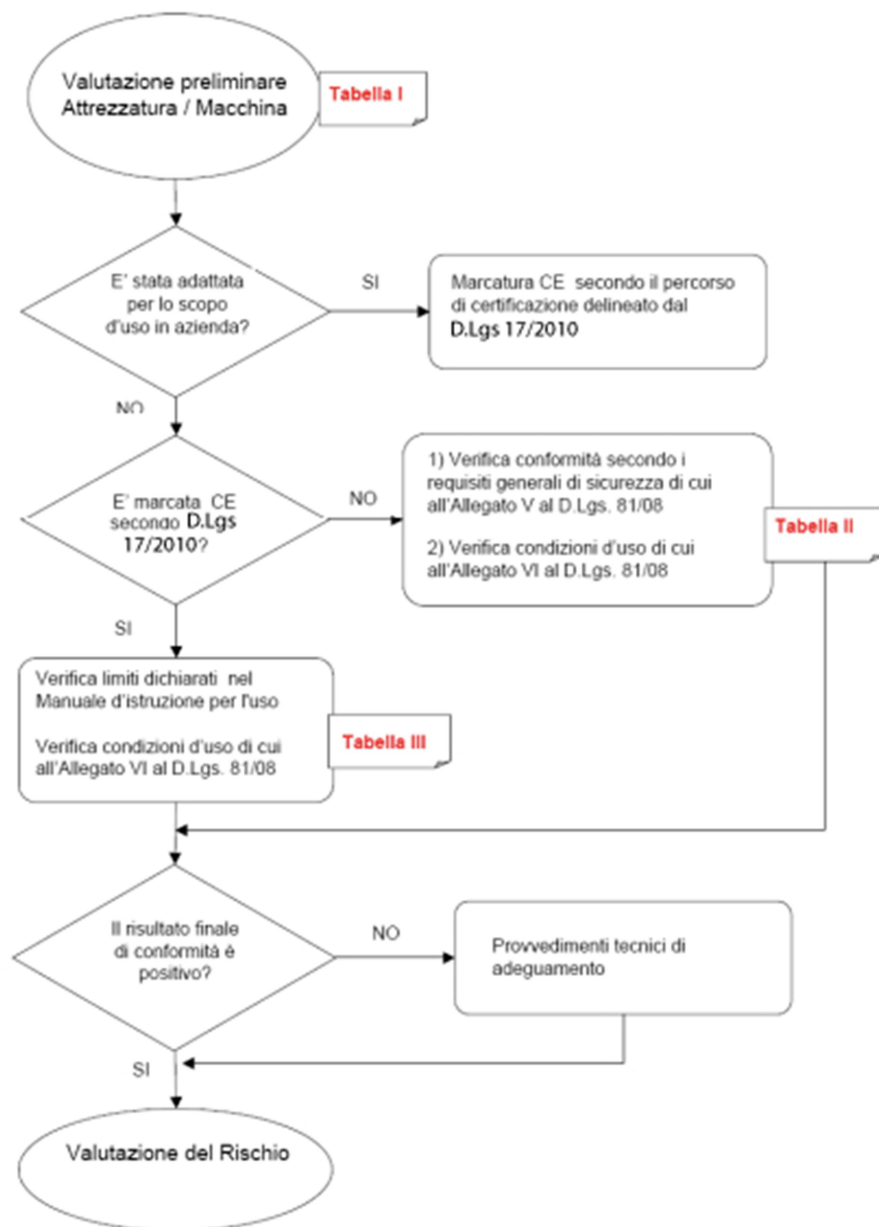 Valutazione preliminare
Attrezzatura / Macchina
Tabella I
E' stata adattata
per lo scopo
d'uso in azienda?
SI
Marcatura CE secondo il percorso
di certificazione delineato dal
D.Lgs 17/2010
NO
E' marcata CE
secondo D.Lgs
17/2010?
NO
1) Verifica conformità secondo i
requisiti generali di sicurezza di cui
all'Allegato V al D.Lgs. 81/08
2) Verifica condizioni d'uso di cui
all'Allegato VI al D.Lgs. 81/08
Tabella II
SI
Verifica limiti dichiarati nel
Manuale d'istruzione per l'uso
Verifica condizioni d'uso di cui
all'Allegato VI al D.Lgs. 81/08
Tabella III
Il risultato finale
di conformità è
positivo?
NO
Provvedimenti tecnici di
adeguamento
SI
Valutazione del Rischio